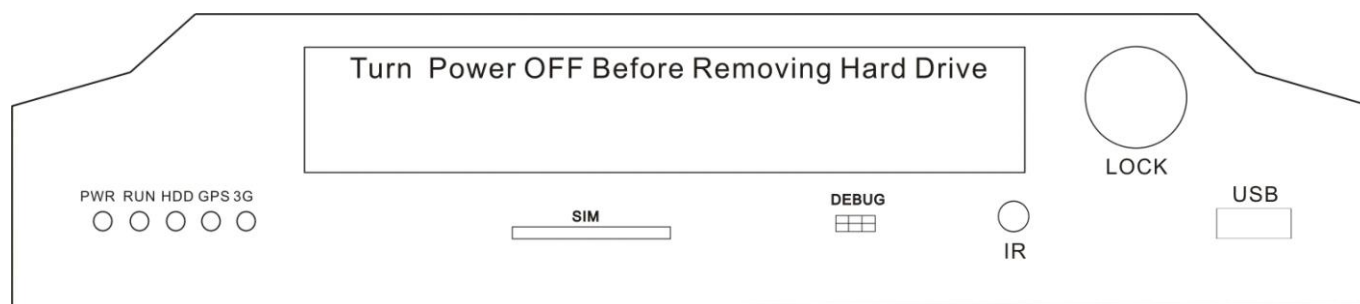 Turn Power OFF Before Removing Hard Drive
LOCK
PWR RUN HDD GPS 3G
SIM
DEBUG
USB
IR